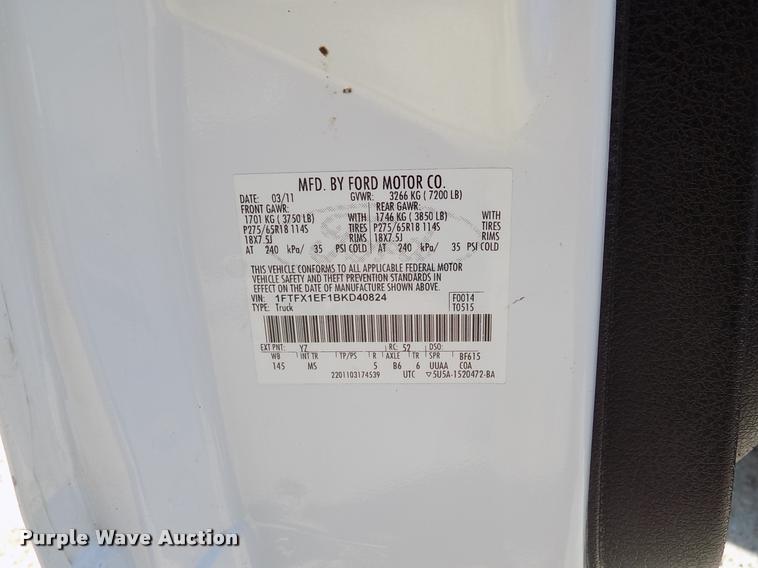 MFD. BY FORD MOTOR CO.
DATE: 03/11 GVWR: 3266 KG ( 7200 LB)
FRONT GAWR: REAR GAWR:
1701 KG ( 3750 LB) WITH 1746 KG ( 3850 LB) WITH
P275/65R18 114S TIRES P275/65R18 114S TIRES
18X7.5J RIMS 18X7.5J RIMS
AT 240 kPa/ 35 PSI COLD AT 240 kPa/ 35 PSI COLD
THIS VEHICLE CONFORMS TO ALL APPLICABLE FEDERAL MOTOR
VEHICLE SAFETY AND THEFT PREVENTION STANDARDS IN
EFFECT ON THE DATE OF MANUFACTURE SHOWN ABOVE.
VIN: 1FTFX1EF1BKD40824 F0014
TYPE: Truck T0515
EXT PNT: YZ RC: 52 DSO:
WB INT TR TP/PS R AXLE TR SPR BF615
145 MS 5 B6 6 UUAA COA
2201103174539 UTC ▽5U5A-1520472-BA
Purple Wave Auction